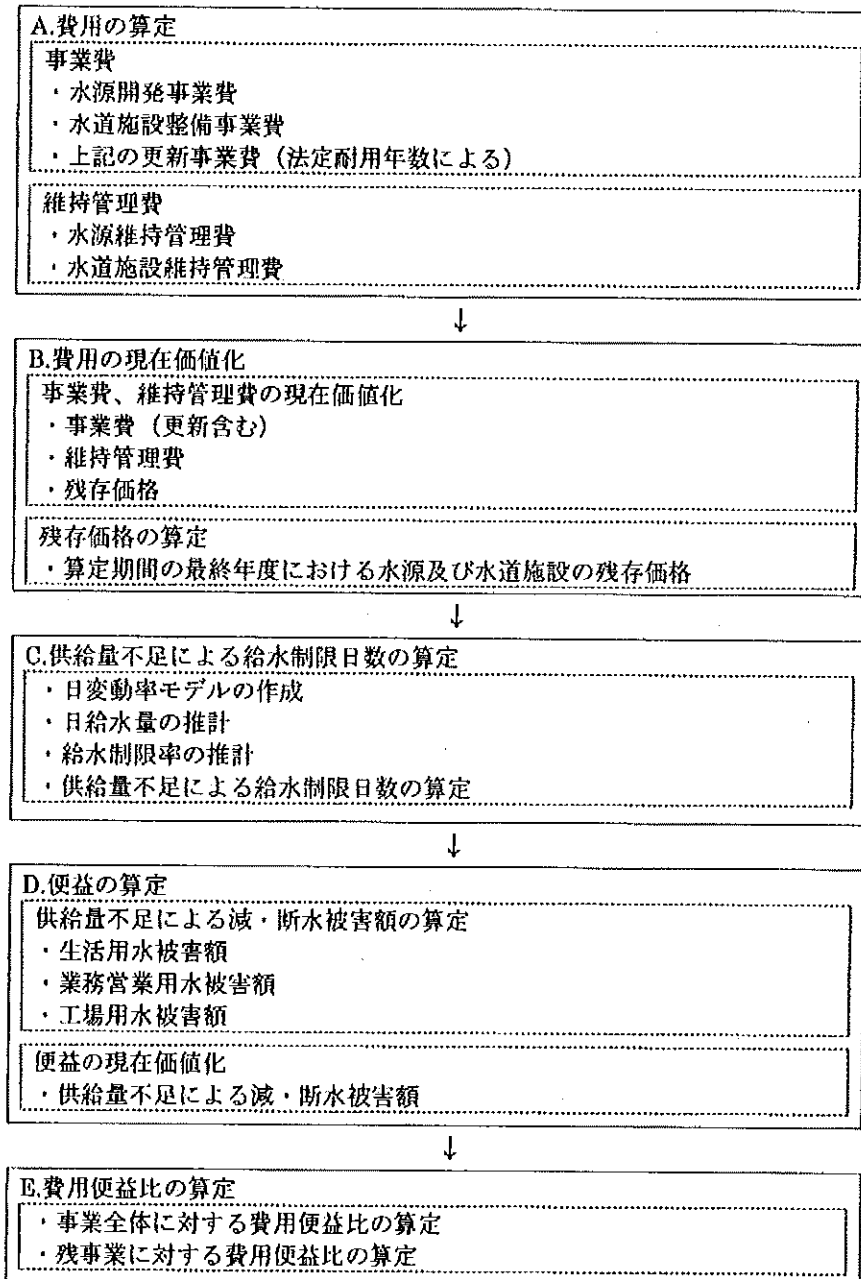 A.費用の算定
事業費
・水源開発事業費
・水道施設整備事業費
・上記の更新事業費（法定耐用年数による）
維持管理費
・水源維持管理費
・水道施設維持管理費
↓
B.費用の現在価値化
事業費、維持管理費の現在価値化
・事業費（更新含む）
・維持管理費
・残存価格
残存価格の算定
・算定期間の最終年度における水源及び水道施設の残存価格
↓
C.供給量不足による給水制限日数の算定
・日変動率モデルの作成
・日給水量の推計
・給水制限率の推計
・供給量不足による給水制限日数の算定
↓
D.便益の算定
供給量不足による減・断水被害額の算定
・生活用水被害額
・業務営業用水被害額
・工場用水被害額
便益の現在価値化
・供給量不足による減・断水被害額
↓
E.費用便益比の算定
・事業全体に対する費用便益比の算定
・残事業に対する費用便益比の算定